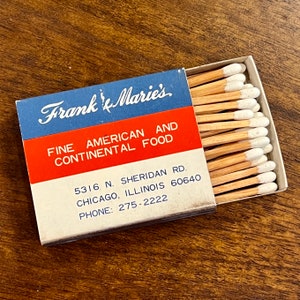 Frank & Marie's
FINE AMERICAN AND
CONTINENTAL FOOD
5316 N. SHERIDAN RD.
CHICAGO, ILLINOIS 60640
PHONE: 275-2222